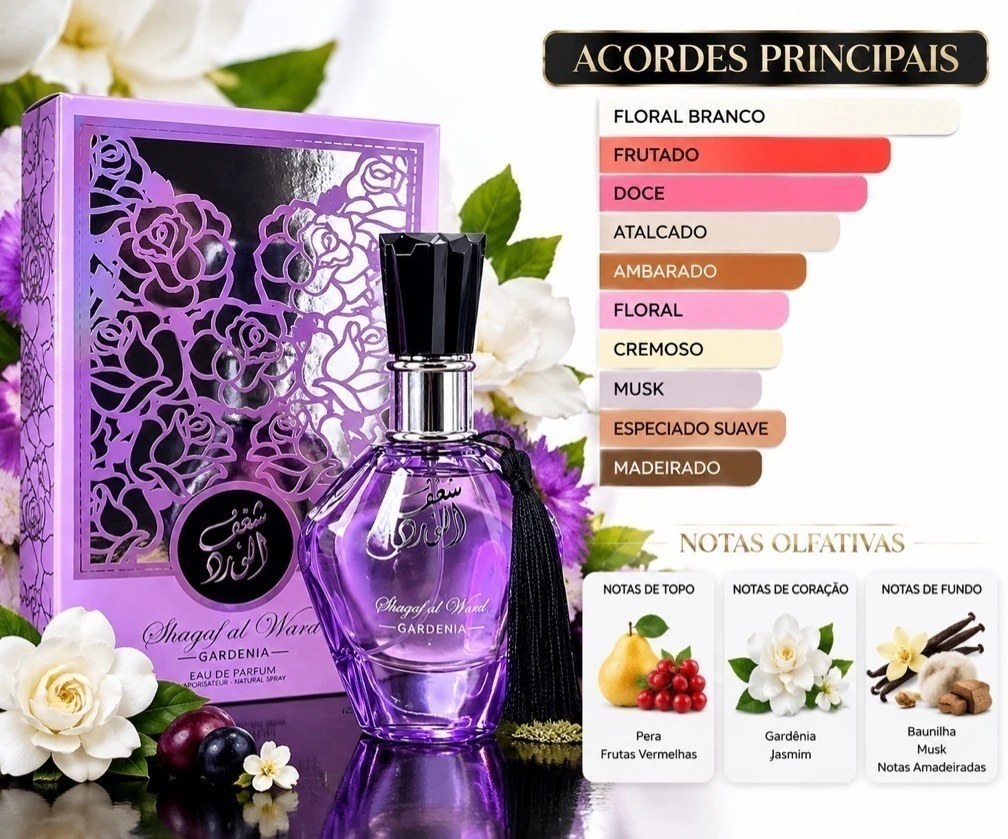 شغف
الورد
Shagaf al Ward
GARDENIA
EAU DE PARFUM
VAPORISATEUR - NATURAL SPRAY
شغف
الورد
Shagaf al Ward
GARDENIA
ACORDES PRINCIPAIS
FLORAL BRANCO
FRUTADO
DOCE
ATALCADO
AMBARADO
FLORAL
CREMOSO
MUSK
ESPECIADO SUAVE
MADEIRADO
NOTAS OLFATIVAS
NOTAS DE TOPO
Pera
Frutas Vermelhas
NOTAS DE CORAÇÃO
Gardênia
Jasmim
NOTAS DE FUNDO
Baunilha
Musk
Notas Amadeiradas